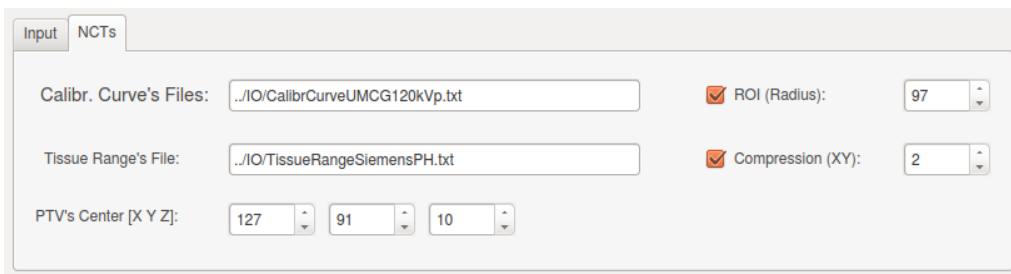 Input NCTs
Calibr. Curve's Files: ../IO/CalibrCurveUMCG120kVp.txt ROI (Radius): 97
Tissue Range's File: ../IO/TissueRangeSiemensPH.txt Compression (XY): 2
PTV's Center [X Y Z]: 127 91 10